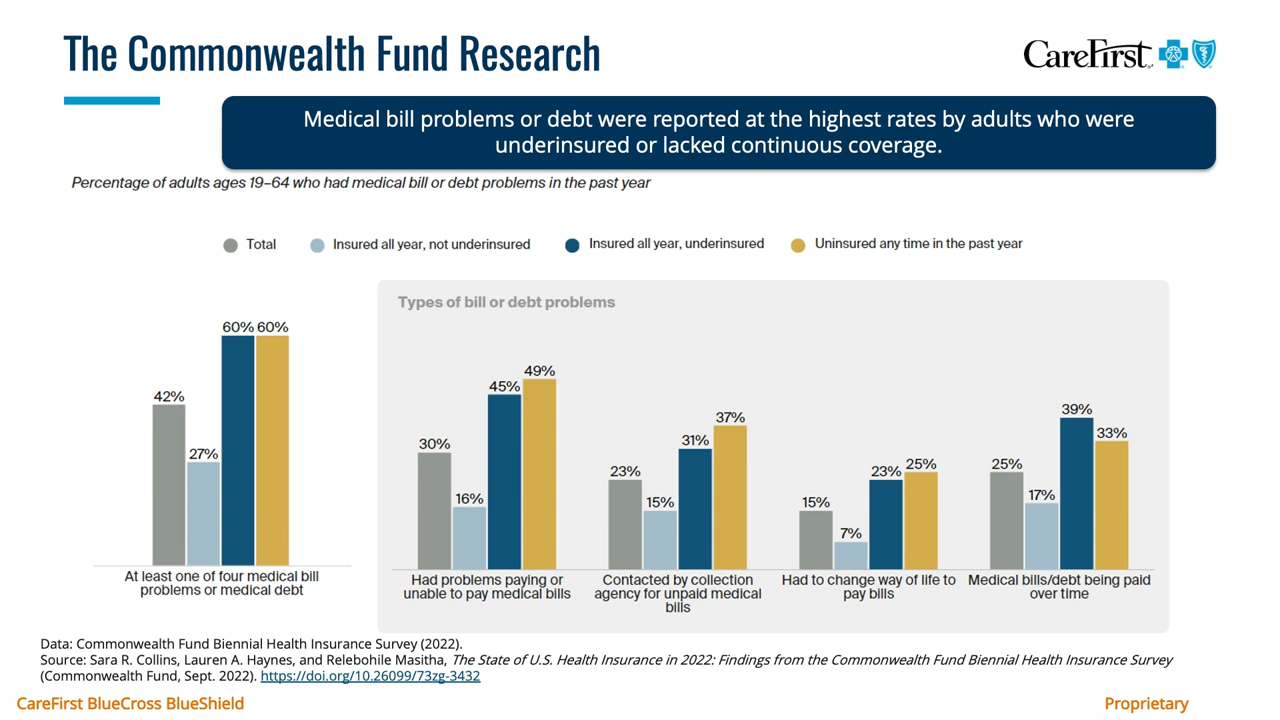 The Commonwealth Fund Research
CareFirst
Medical bill problems or debt were reported at the highest rates by adults who were
underinsured or lacked continuous coverage.
Percentage of adults ages 19–64 who had medical bill or debt problems in the past year
Total
Insured all year, not underinsured
Insured all year, underinsured
Uninsured any time in the past year
42%
27%
60%
60%
At least one of four medical bill
problems or medical debt
Types of bill or debt problems
30%
16%
45%
49%
Had problems paying or
unable to pay medical bills
23%
15%
31%
37%
Contacted by collection
agency for unpaid medical
bills
15%
7%
23%
25%
Had to change way of life to
pay bills
25%
17%
39%
33%
Medical bills/debt being paid
over time
Data: Commonwealth Fund Biennial Health Insurance Survey (2022).
Source: Sara R. Collins, Lauren A. Haynes, and Relebohile Masitha, The State of U.S. Health Insurance in 2022: Findings from the Commonwealth Fund Biennial Health Insurance Survey
(Commonwealth Fund, Sept. 2022). https://doi.org/10.26099/73zg-3432
CareFirst BlueCross BlueShield
Proprietary